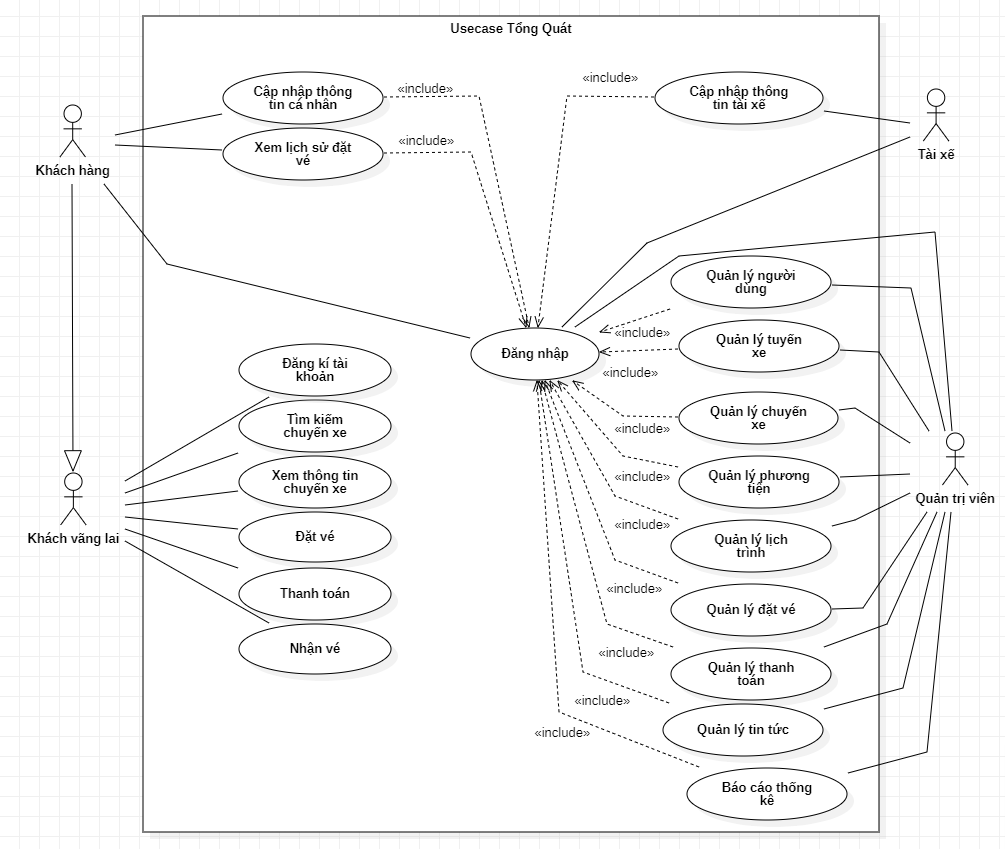 Usecase Tổng Quát
Cập nhập thông
tin cá nhân
«include»
«include»
Cập nhập thông
tin tài xế
Khách hàng
Xem lịch sử đặt
vé
«include»
Tài xế
Quản lý người
dùng
«include»
Đăng nhập
Quản lý tuyến
xe
«include»
Đăng kí tài
khoản
Tìm kiếm
chuyến xe
Quản lý chuyến
xe
«include»
Xem thông tin
chuyến xe
Quản lý phương
tiện
«include»
Quản trị viên
Khách vãng lai
Đặt vé
Quản lý lịch
trình
«include»
Thanh toán
Quản lý đặt vé
«include»
Nhận vé
Quản lý thanh
toán
«include»
Quản lý tin tức
«include»
Báo cáo thống
kê
«include»